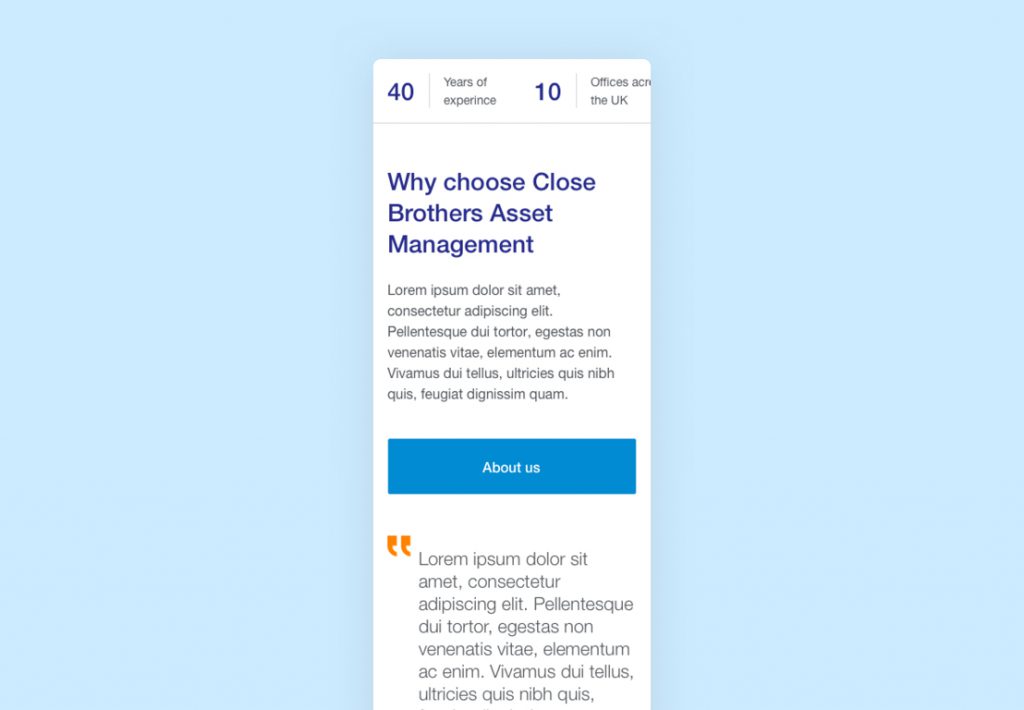 40 Years of experince 10 Offices acr the UK
Why choose Close
Brothers Asset
Management
Lorem ipsum dolor sit amet,
consectetur adipiscing elit.
Pellentesque dui tortor, egestas non
venenatis vitae, elementum ac enim.
Vivamus dui tellus, ultricies quis nibh
quis, feugiat dignissim quam.
About us
Lorem ipsum dolor sit
amet, consectetur
adipiscing elit. Pellentesque
dui tortor, egestas non
venenatis vitae, elementum
ac enim. Vivamus dui tellus,
ultricies quis nibh quis,